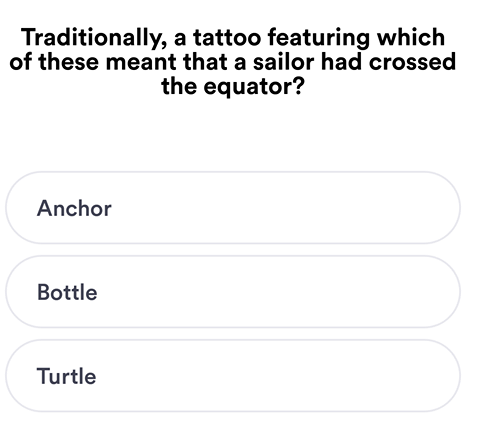 Traditionally, a tattoo featuring which
of these meant that a sailor had crossed
the equator?
Anchor
Bottle
Turtle